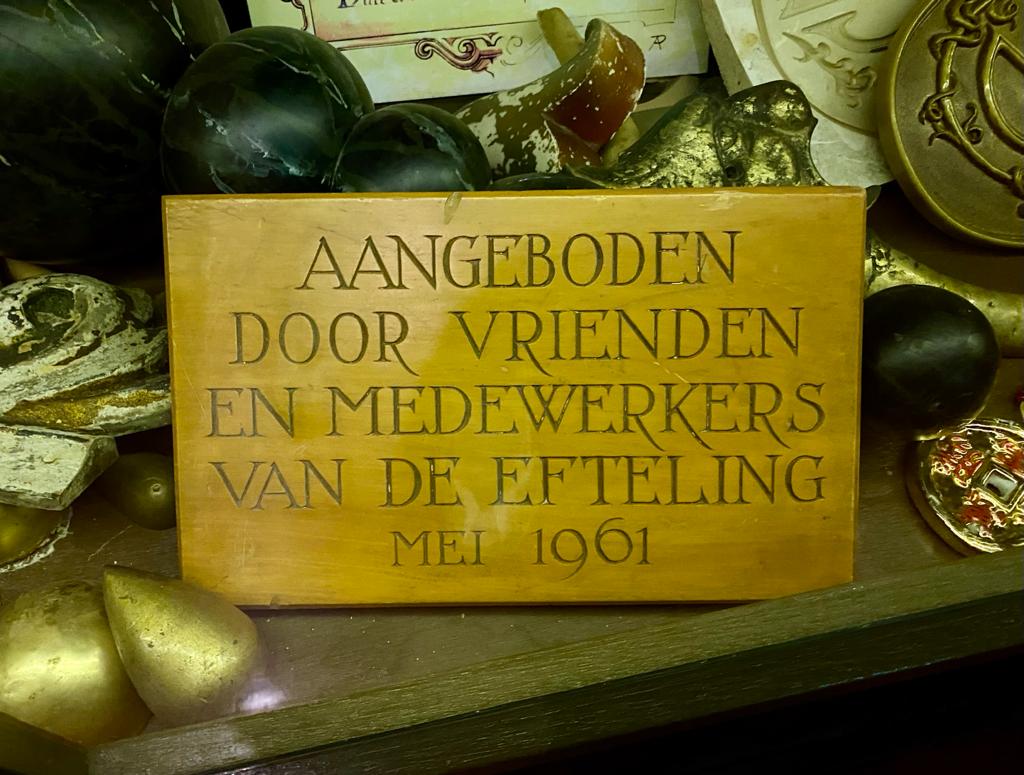 AANGEBODEN
DOOR VRIENDEN
EN MEDEWERKERS
VAN DE EFTELING
MEI 1961